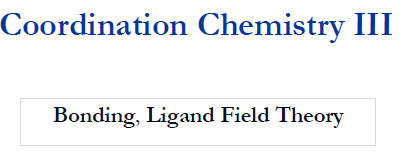 Coordination Chemistry III
Bonding, Ligand Field Theory